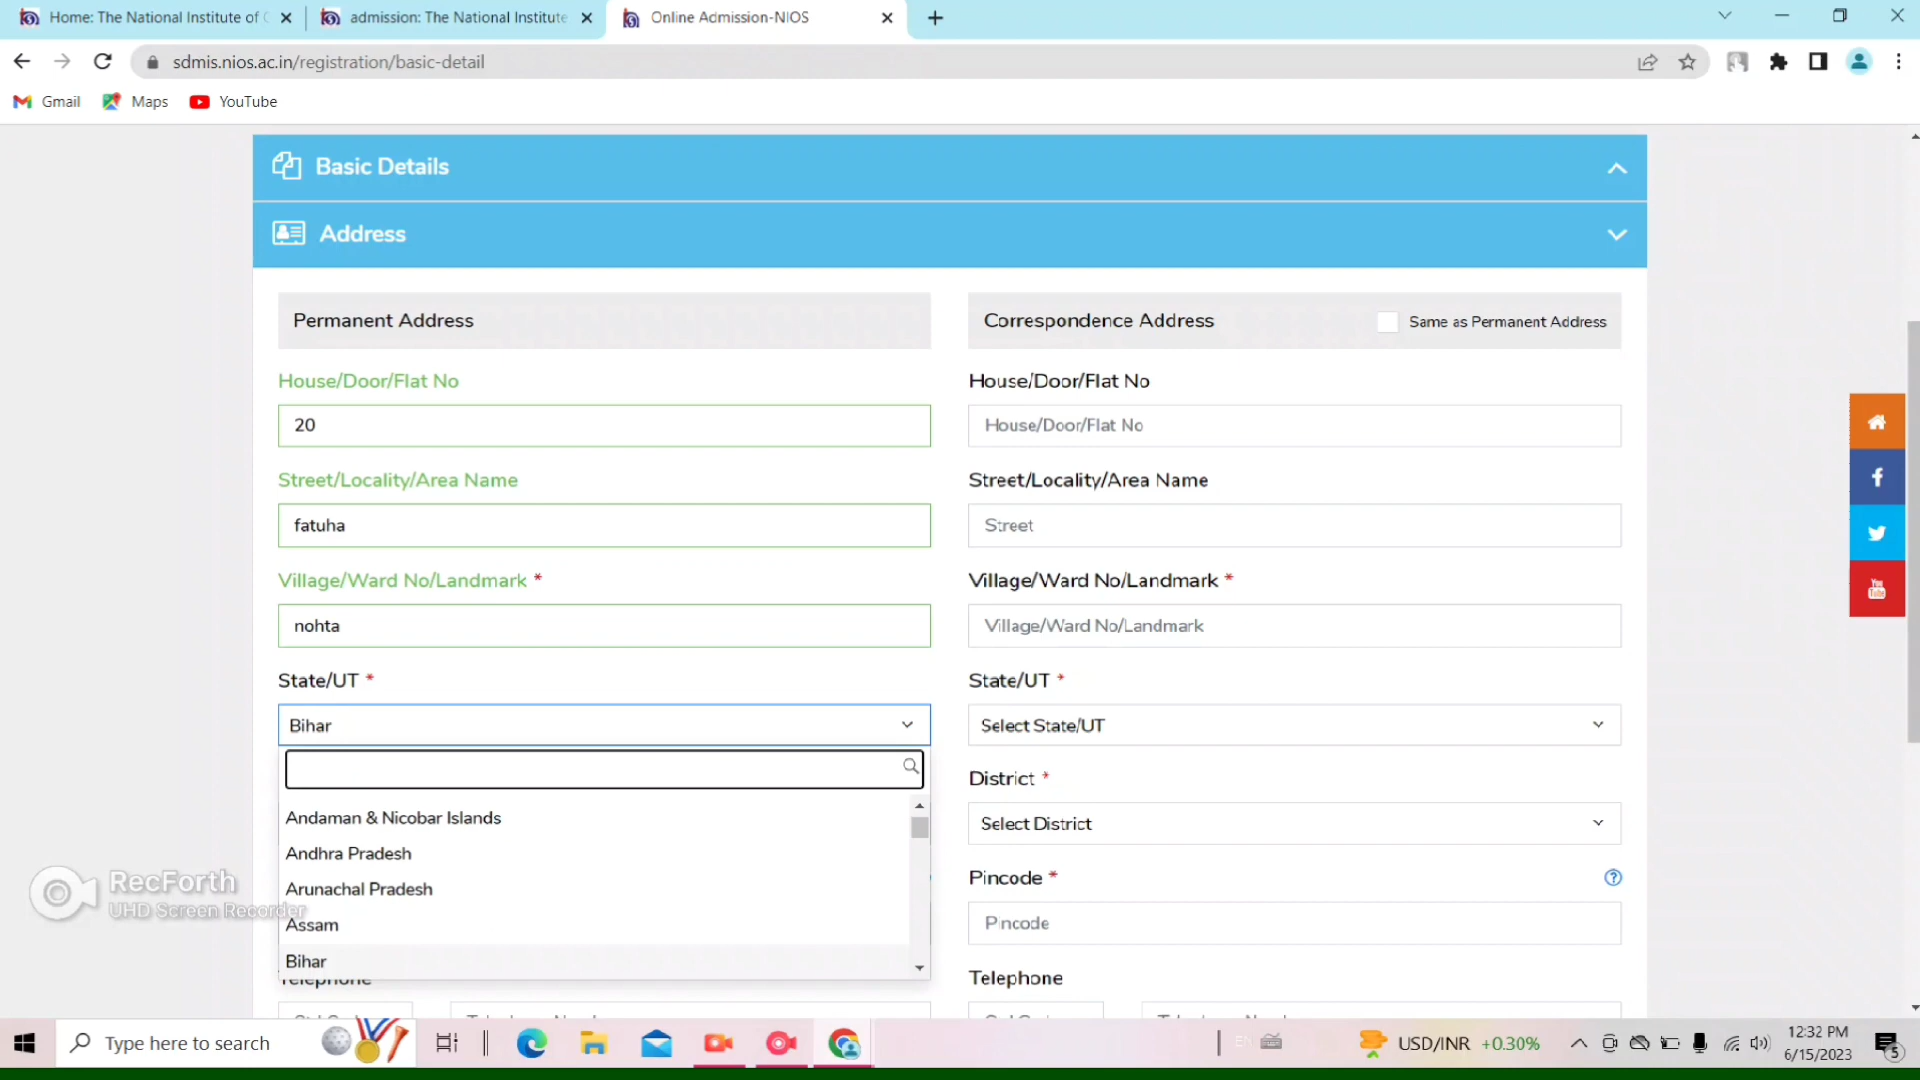 Home: The National Institute of
admission: The National Institute
Online Admission-NIOS
sdmis.nios.ac.in/registration/basic-detail
Gmail
Maps
YouTube
Basic Details
Address
Permanent Address
Correspondence Address
Same as Permanent Address
House/Door/Flat No
House/Door/Flat No
20
House/Door/Flat No
Street/Locality/Area Name
Street/Locality/Area Name
fatuha
Street
Village/Ward No/Landmark *
Village/Ward No/Landmark *
nohta
Village/Ward No/Landmark
State/UT *
State/UT *
Bihar
Select State/UT
District *
Andaman & Nicobar Islands
Select District
Andhra Pradesh
Pincode *
Arunachal Pradesh
Assam
Pincode
Bihar
Telephone
Telephone
RecForth
UHD Screen Recorder
You
Tube
Type here to search
USD/INR +0.30%
12:32 PM
6/15/2023
5